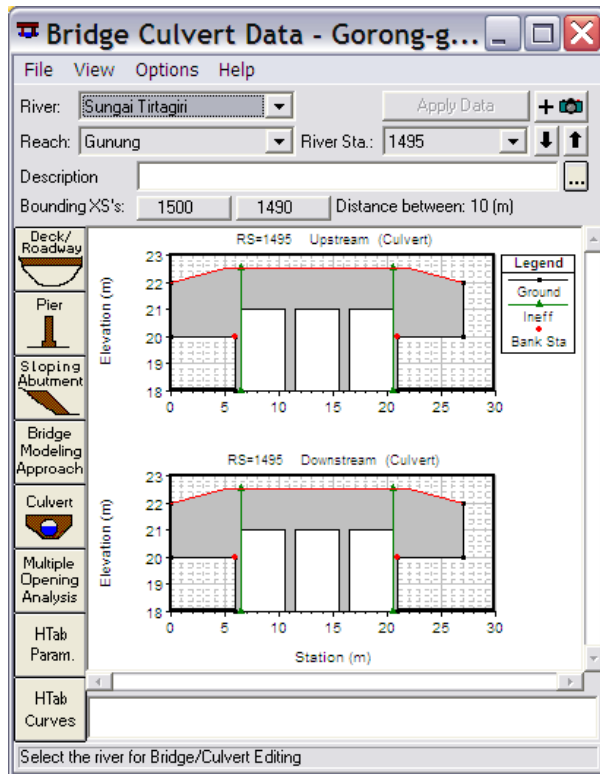 Bridge Culvert Data - Gorong-g...
File View Options Help
River: Sungai Tirtagiri Apply Data +
Reach: Gunung River Sta.: 1495
Description ...
Bounding XS's: 1500 1490 Distance between: 10 (m)
Deck/
Roadway
Pier
Sloping
Abutment
Bridge
Modeling
Approach
Culvert
Multiple
Opening
Analysis
HTab
Param.
HTab
Curves
RS=1495 Upstream (Culvert)
Elevation (m)
23
22
21
20
19
18
0 5 10 15 20 25 30
Legend
Ground
Ineff
Bank Sta
RS=1495 Downstream (Culvert)
Elevation (m)
23
22
21
20
19
18
0 5 10 15 20 25 30
Station (m)
Select the river for Bridge/Culvert Editing